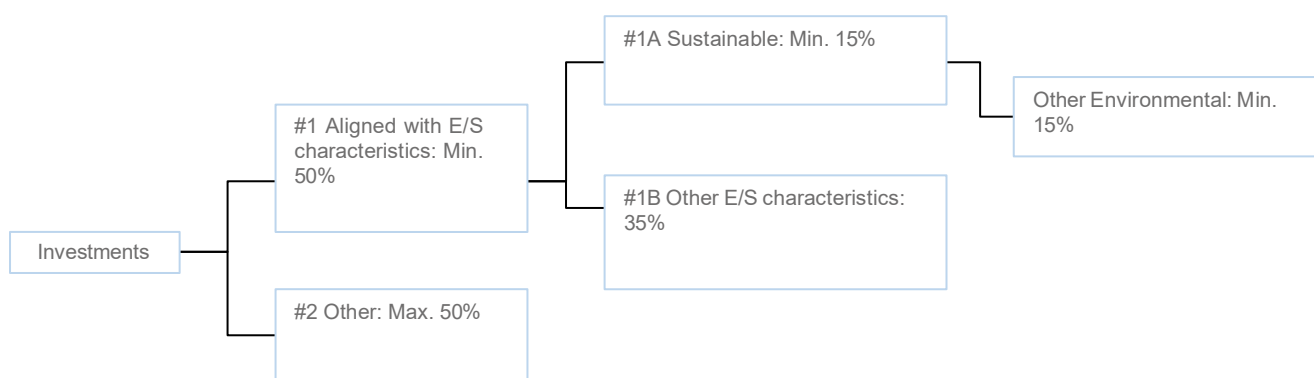 #1A Sustainable: Min. 15%
Other Environmental: Min.
15%
#1 Aligned with E/S
characteristics: Min.
50%
#1B Other E/S characteristics:
35%
Investments
#2 Other: Max. 50%